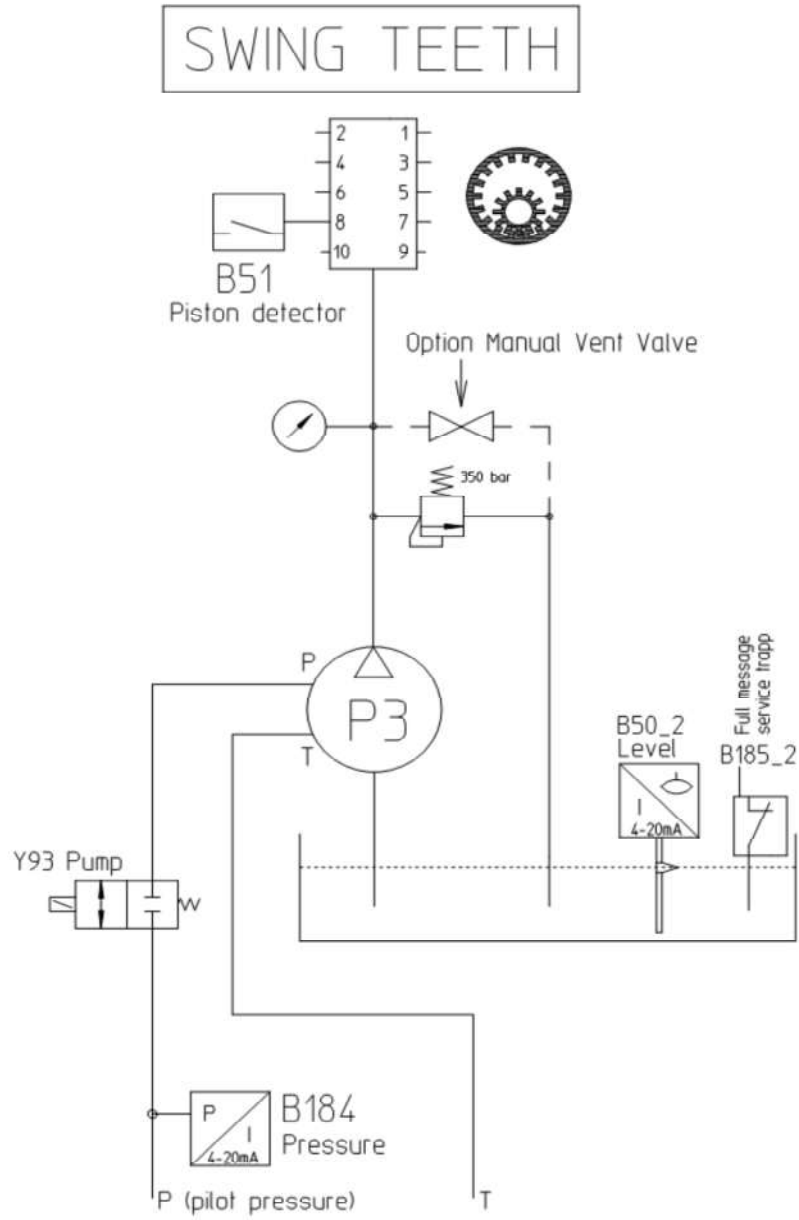 SWING TEETH
2 1
4 3
6 5
8 7
10 9
B51
Piston detector
Option Manual Vent Valve
350 bar
P
P3
T
Full message
service trapp
B185_2
B50_2
Level
I
4-20mA
Y93 Pump
P
I
4-20mA
B184
Pressure
P (pilot pressure)
T